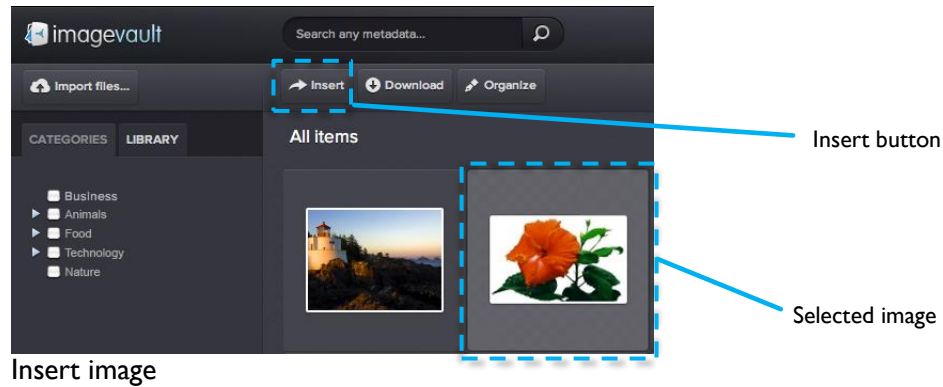 imagevault
Search any metadata...
Import files...
Insert
Download
Organize
CATEGORIES
LIBRARY
All items
Insert button
Business
Animals
Food
Technology
Nature
Selected image
Insert image